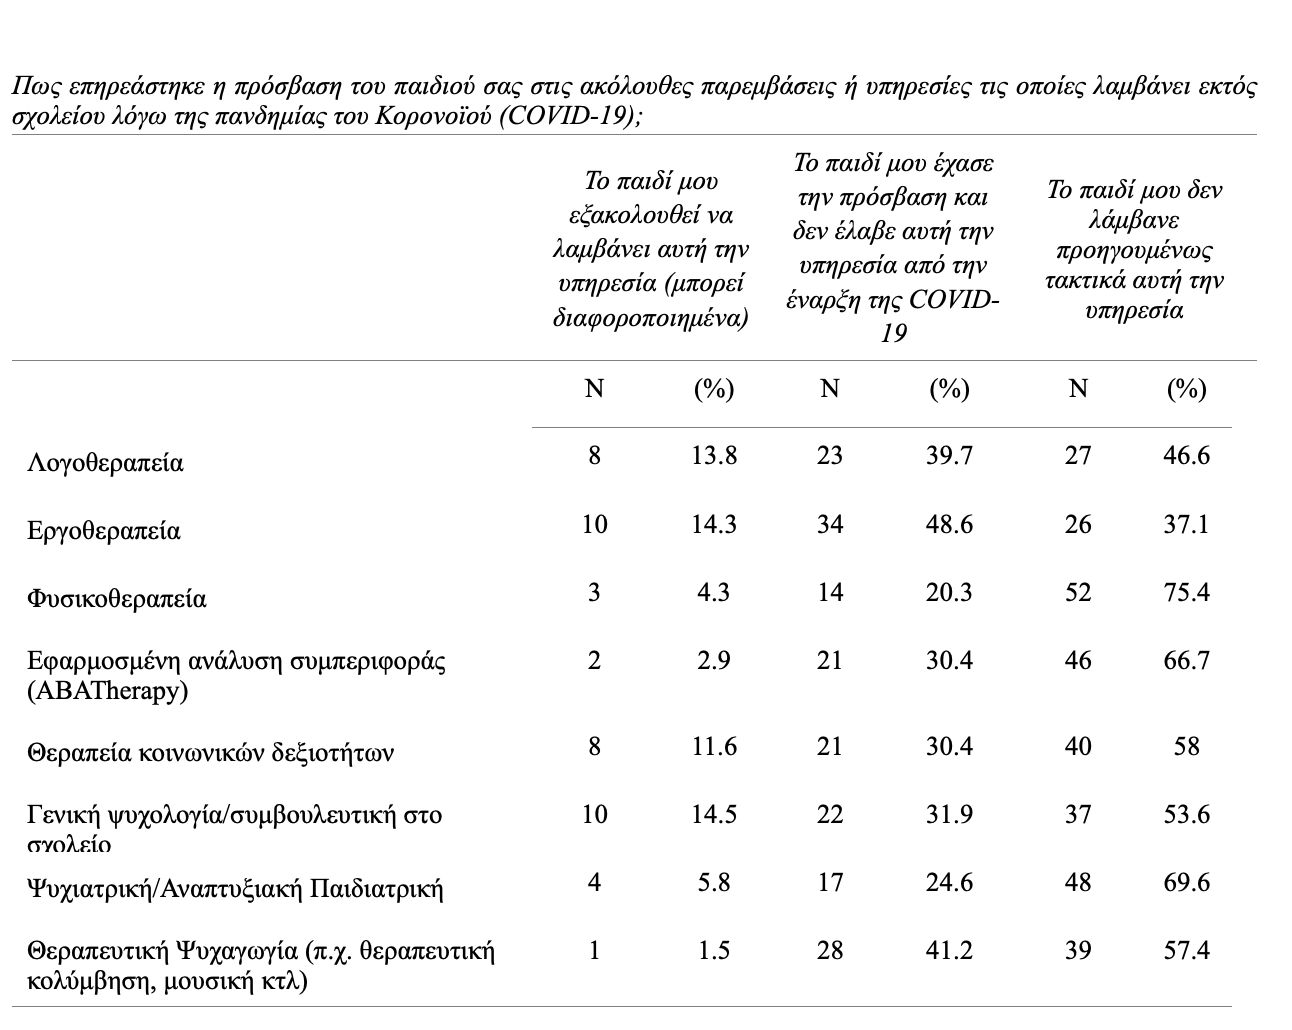 Πως επηρεάστηκε η πρόσβαση του παιδιού σας στις ακόλουθες παρεμβάσεις ή υπηρεσίες τις οποίες λαμβάνει εκτός
σχολείου λόγω της πανδημίας του Κορονοϊού (COVID-19);
Το παιδί μου
εξακολουθεί να
λαμβάνει αυτή την
υπηρεσία (μπορεί
διαφοροποιημένα)
Το παιδί μου έχασε
την πρόσβαση και
δεν έλαβε αυτή την
υπηρεσία από την
έναρξη της COVID-
19
Το παιδί μου δεν
λάμβανε
προηγουμένως
τακτικά αυτή την
υπηρεσία
N (%) N (%) N (%)
Λογοθεραπεία 8 13.8 23 39.7 27 46.6
Εργοθεραπεία 10 14.3 34 48.6 26 37.1
Φυσικοθεραπεία 3 4.3 14 20.3 52 75.4
Εφαρμοσμένη ανάλυση συμπεριφοράς 2 2.9 21 30.4 46 66.7
(ABATherapy)
Θεραπεία κοινωνικών δεξιοτήτων 8 11.6 21 30.4 40 58
Γενική ψυχολογία/συμβουλευτική στο 10 14.5 22 31.9 37 53.6
σχολείο
Ψυχιατρική/Αναπτυξιακή Παιδιατρική 4 5.8 17 24.6 48 69.6
Θεραπευτική Ψυχαγωγία (π.χ. θεραπευτική 1 1.5 28 41.2 39 57.4
κολύμβηση, μουσική κτλ)